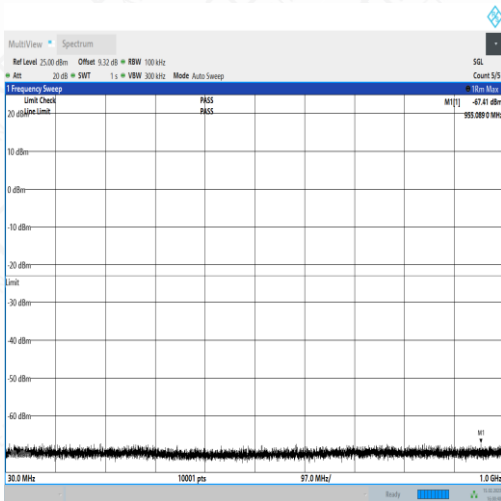 MultiView Spectrum
Ref Level 25.00 dBm Offset 9.32 dB RBW 100 kHz SGL
Att 20 dB SWT 1 s VBW 300 kHz Mode Auto Sweep Count 5/5
1 Frequency Sweep 1Rm Max
Limit Check PASS M1[1] -67.41 dBm
Line Limit PASS 955.089 0 MHz
20 dBm
10 dBm
0 dBm
-10 dBm
-20 dBm
Limit
-30 dBm
-40 dBm
-50 dBm
-60 dBm
M1
30.0 MHz 10001 pts 97.0 MHz/ 1.0 GHz
Ready